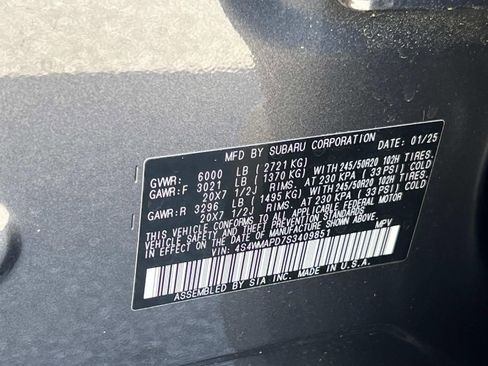 MFD BY SUBARU CORPORATION DATE: 01/25
GVWR: 6000 LB (2721 KG)
GAWR:F 3021 LB (1370 KG) WITH 245/50R20 102H TIRES.
20X7 1/2J RIMS. AT 230 KPA (33 PSI) COLD
GAWR:R 3296 LB (1495 KG) WITH 245/50R20 102H TIRES.
20X7 1/2J RIMS. AT 230 KPA (33 PSI) COLD
THIS VEHICLE CONFORMS TO ALL APPLICABLE FEDERAL MOTOR
VEHICLE SAFETY AND THEFT PREVENTION STANDARDS
IN EFFECT ON THE DATE OF MANUFACTURE SHOWN ABOVE.
VIN: 4S4WMAPD7S3409851 MPV
ASSEMBLED BY SIA INC. MADE IN U.S.A.